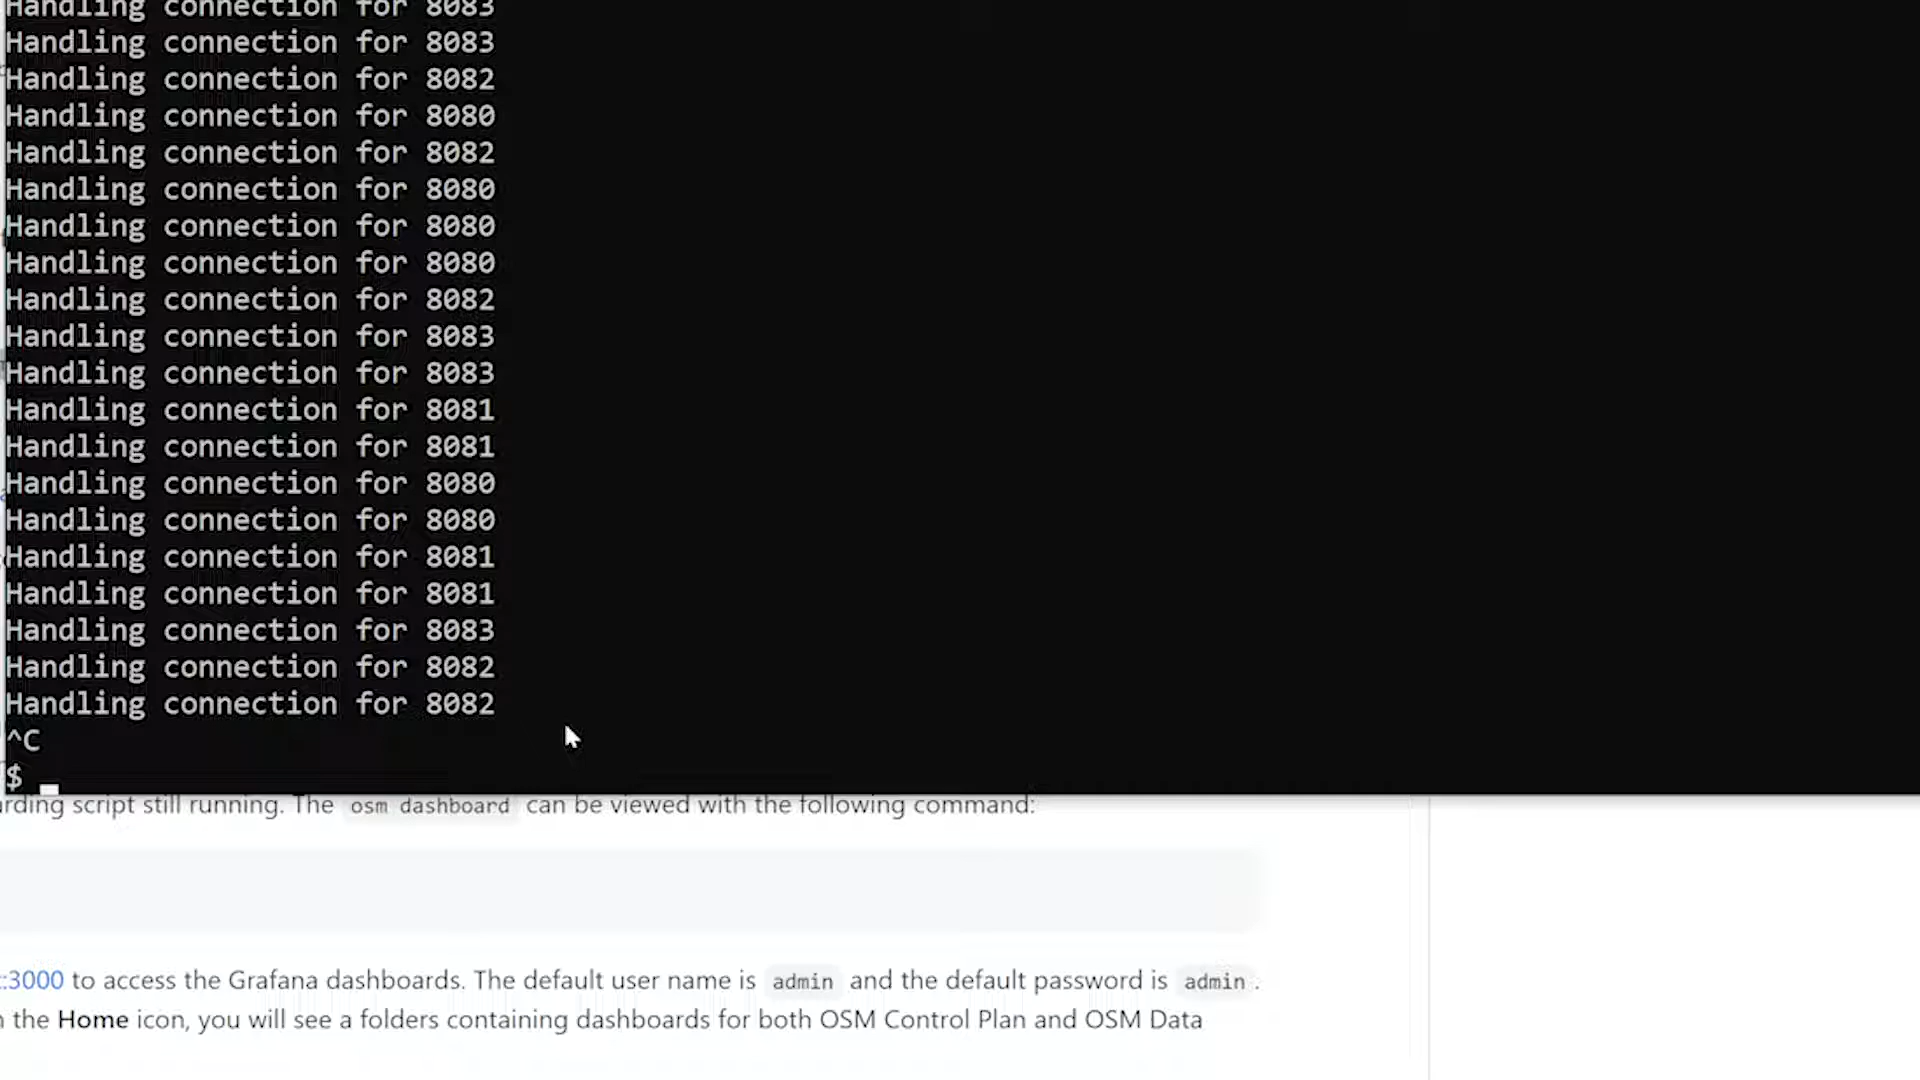 Handling connection for 8083
Handling connection for 8083
Handling connection for 8082
Handling connection for 8080
Handling connection for 8082
Handling connection for 8080
Handling connection for 8080
Handling connection for 8080
Handling connection for 8082
Handling connection for 8083
Handling connection for 8083
Handling connection for 8081
Handling connection for 8081
Handling connection for 8080
Handling connection for 8080
Handling connection for 8081
Handling connection for 8081
Handling connection for 8083
Handling connection for 8082
Handling connection for 8082
^C
$
rding script still running. The osm dashboard can be viewed with the following command:
:3000 to access the Grafana dashboards. The default user name is admin and the default password is admin.
the Home icon, you will see a folders containing dashboards for both OSM Control Plan and OSM Data